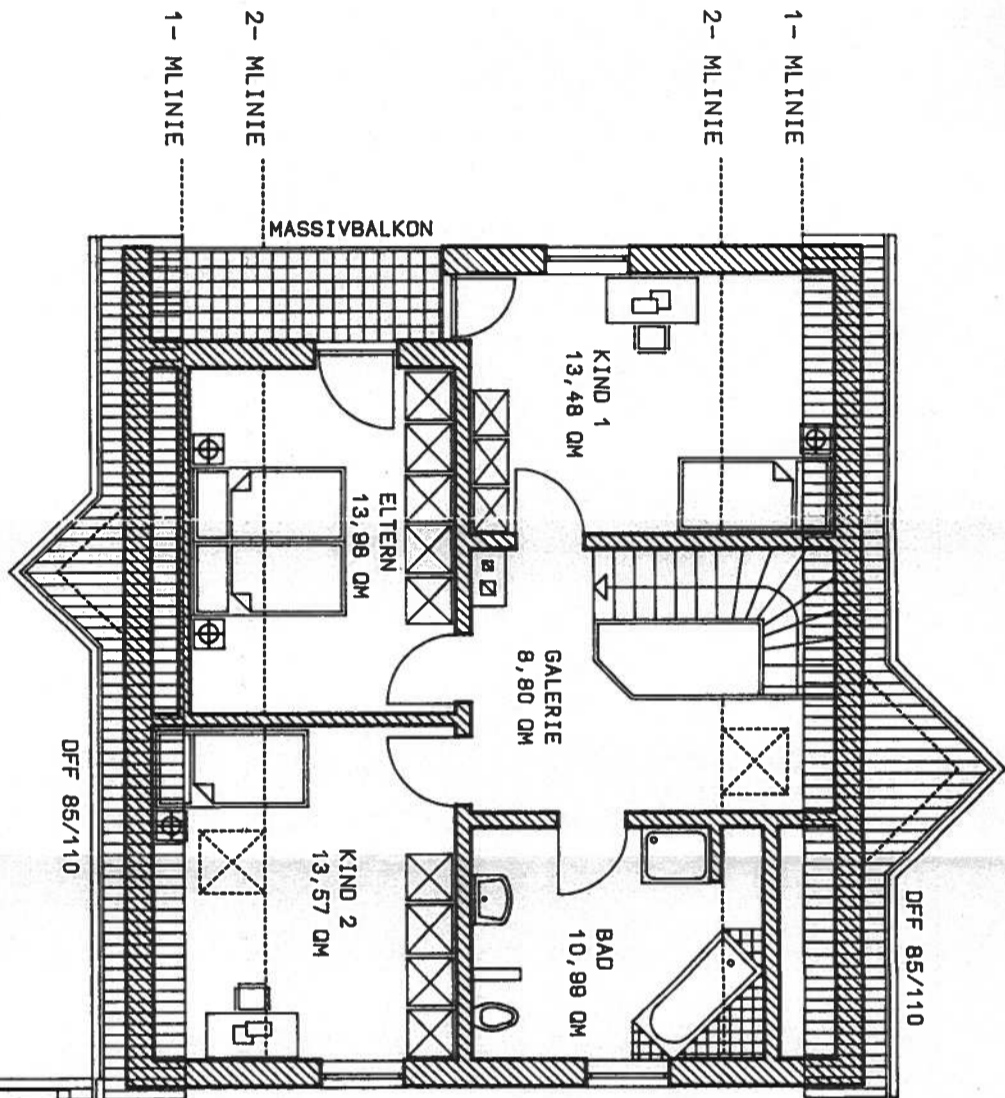 1- MLINIE
2- MLINIE
2- MLINIE
1- MLINIE
MASSIVBALKON
KIND 1
13,48 QM
ELTERN
13,98 QM
GALERIE
8,80 QM
KIND 2
13,57 QM
BAD
10,89 QM
DFF 85/110
DFF 85/110